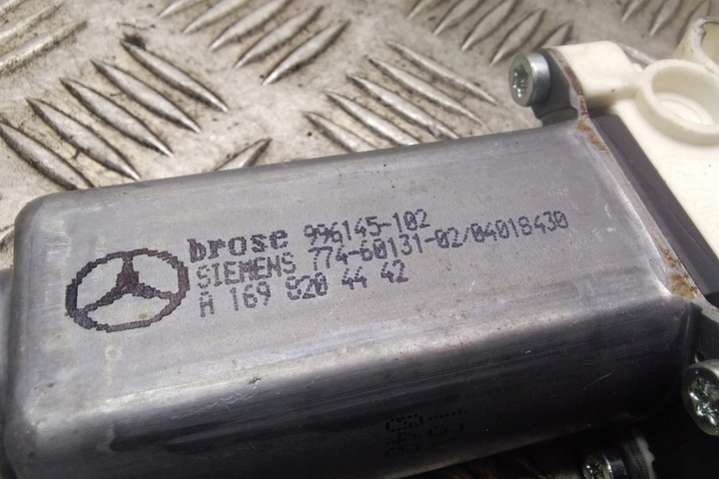 brose 996145-102
SIEMENS 774-60131-02/04018430
A 169 820 44 42